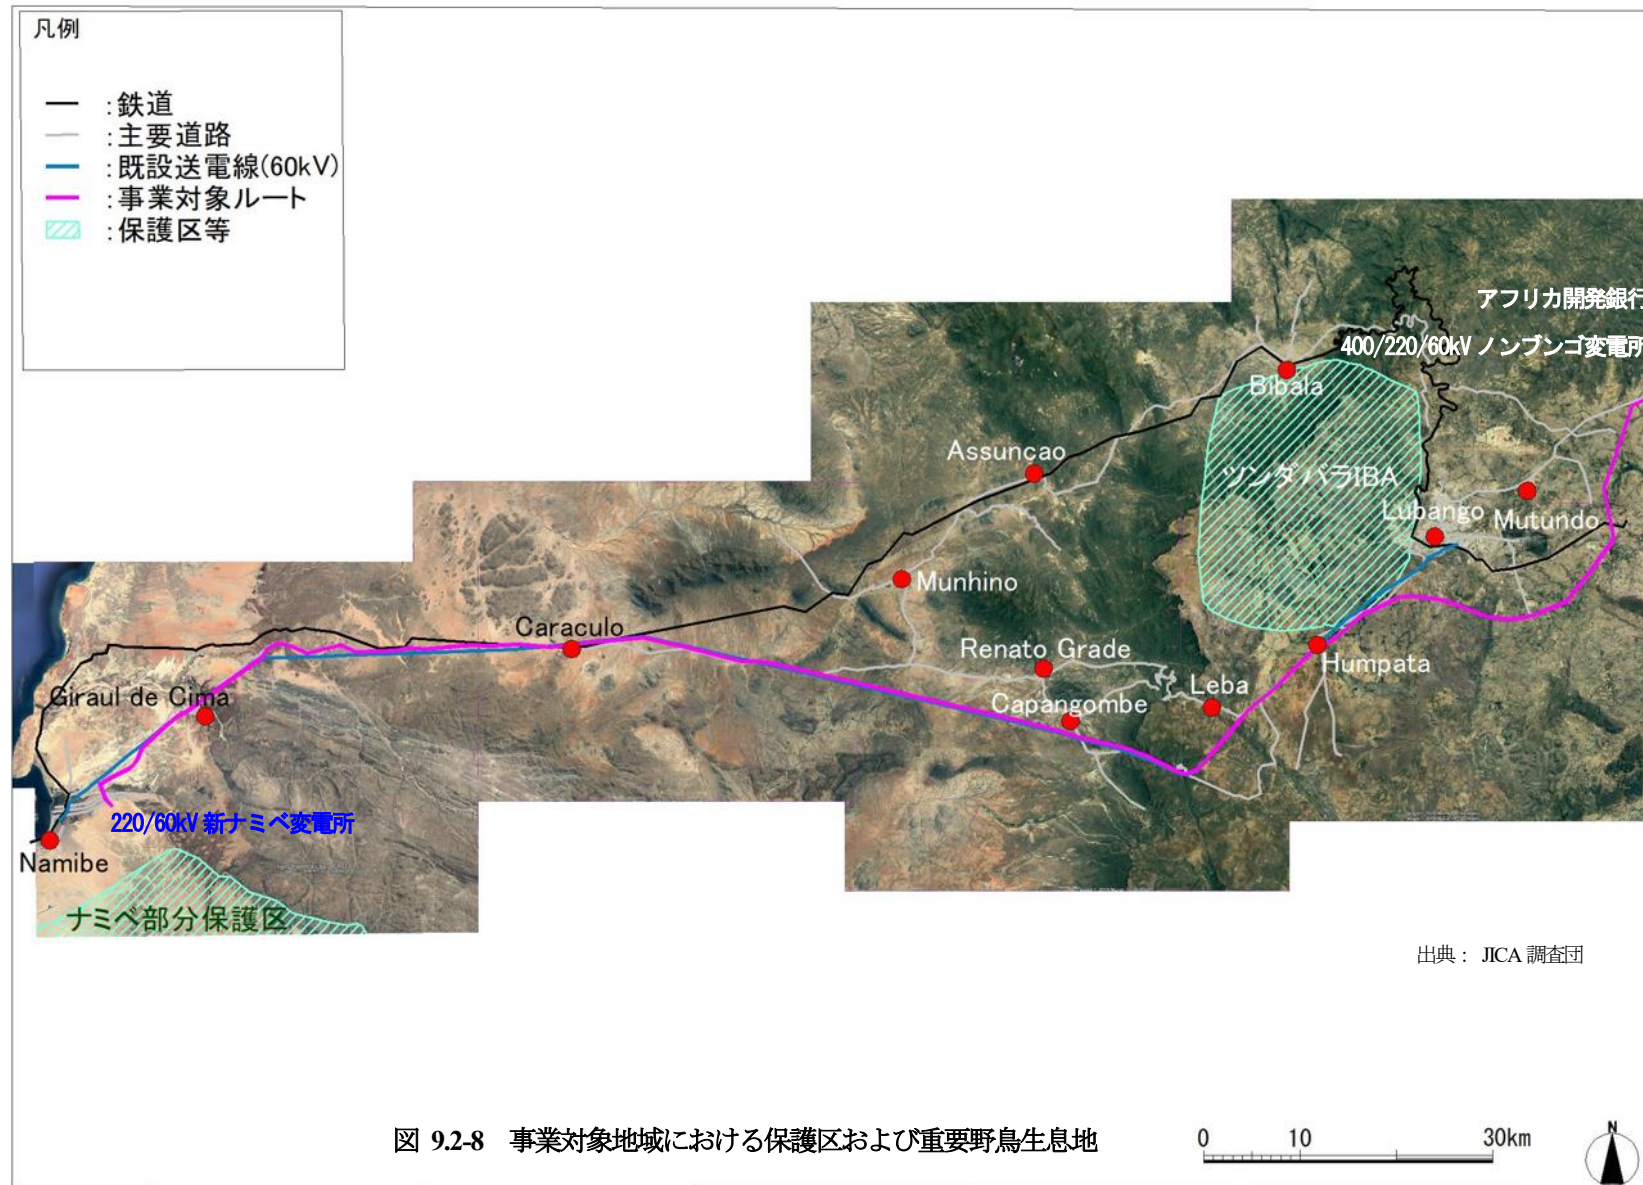 凡例
:鉄道
:主要道路
:既設送電線(60kV)
:事業対象ルート
:保護区等
アフリカ開発銀行
400/220/60kV ノンブンゴ変電所
Bibala
Assuncao
ツンダバラIBA
Lubango
Mutundo
Munhino
Caraculo
Renato Grade
Humpata
Leba
Giraul de Cima
Capangombe
220/60kV 新ナミベ変電所
Namibe
ナミベ部分保護区
出典： JICA 調査団
図 9.2-8 事業対象地域における保護区および重要野鳥生息地
0 10 30km
N